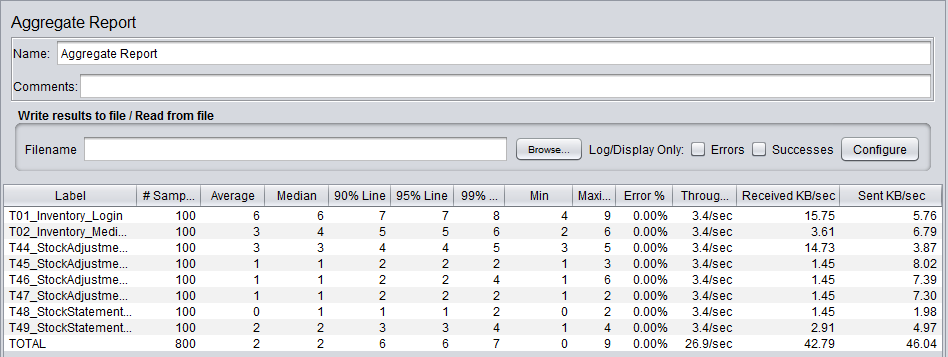 Aggregate Report
Name: Aggregate Report
Comments:
Write results to file / Read from file
Filename Browse... Log/Display Only: Errors Successes Configure
Label # Samp... Average Median 90% Line 95% Line 99% ... Min Maxi... Error % Throug... Received KB/sec Sent KB/sec
T01_Inventory_Login 100 6 6 7 7 8 4 9 0.00% 3.4/sec 15.75 5.76
T02_Inventory_Medi... 100 3 4 5 5 6 2 6 0.00% 3.4/sec 3.61 6.79
T44_StockAdjustme... 100 3 3 4 4 5 3 5 0.00% 3.4/sec 14.73 3.87
T45_StockAdjustme... 100 1 1 2 2 2 1 3 0.00% 3.4/sec 1.45 8.02
T46_StockAdjustme... 100 1 1 2 2 4 1 6 0.00% 3.4/sec 1.45 7.39
T47_StockAdjustme... 100 1 1 2 2 2 1 2 0.00% 3.4/sec 1.45 7.30
T48_StockStatement... 100 0 1 1 1 2 0 2 0.00% 3.4/sec 1.45 1.98
T49_StockStatement... 100 2 2 3 3 4 1 4 0.00% 3.4/sec 2.91 4.97
TOTAL 800 2 2 6 6 7 0 9 0.00% 26.9/sec 42.79 46.04